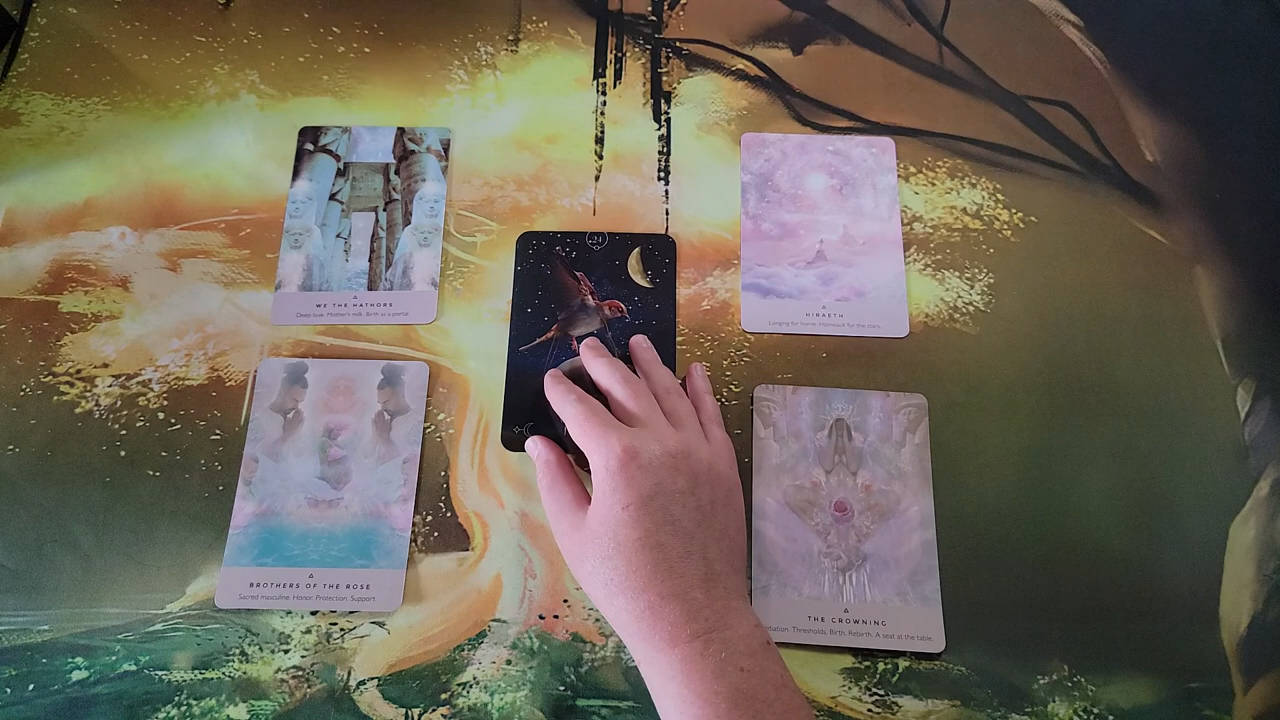 WE THE HATHORS
Deep love. Mother's milk. Birth as a portal.
24
HIRAETH
Longing for home. Homesick for the stars.
BROTHERS OF THE ROSE
Sacred masculine. Honor. Protection. Support.
THE CROWNING
Thresholds. Birth. Rebirth. A seat at the table.